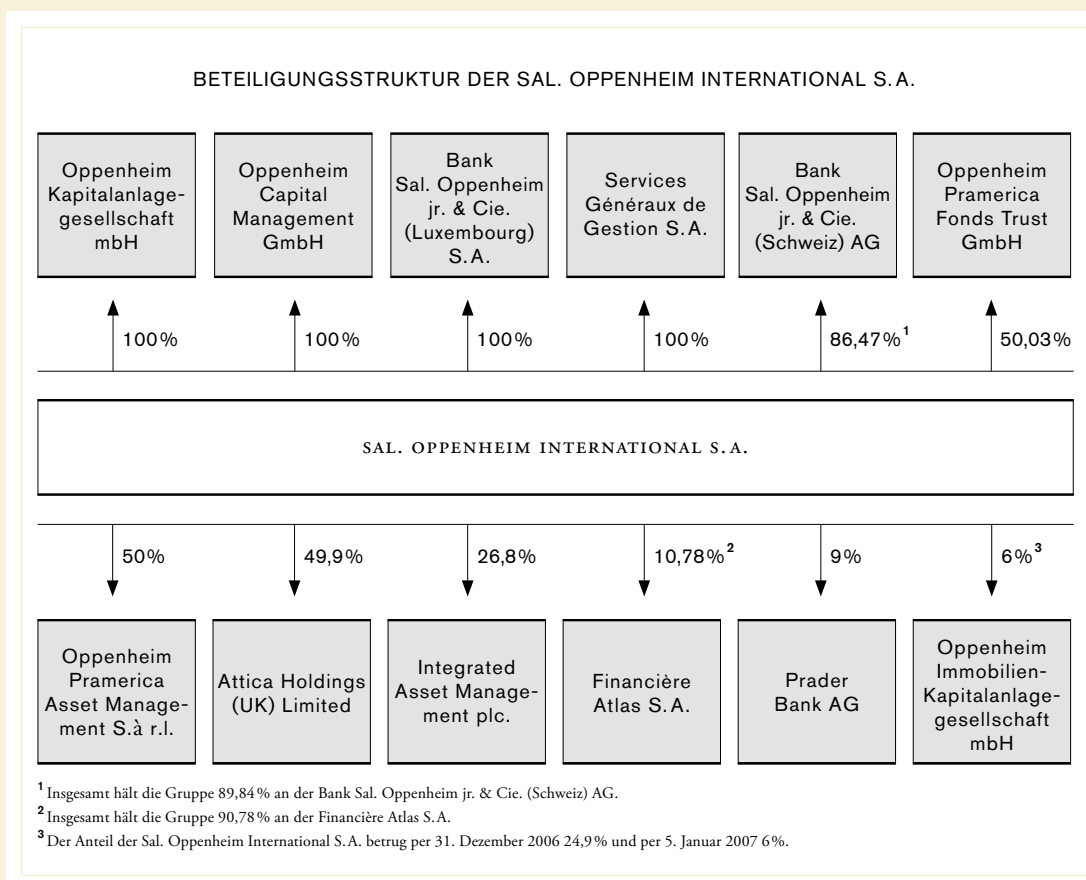 BETEILIGUNGSSTRUKTUR DER SAL. OPPENHEIM INTERNATIONAL S.A.
Oppenheim
Kapitalanlage-
gesellschaft
mbH
Oppenheim
Capital
Management
GmbH
Bank
Sal. Oppenheim
jr. & Cie.
(Luxembourg)
S.A.
Services
Généraux de
Gestion S.A.
Bank
Sal. Oppenheim
jr. & Cie.
(Schweiz) AG
Oppenheim
Pramerica
Fonds Trust
GmbH
100%
100%
100%
100%
86,47%¹
50,03%
SAL. OPPENHEIM INTERNATIONAL S.A.
50%
49,9%
26,8%
10,78%²
9%
6%³
Oppenheim
Pramerica
Asset Manage-
ment S.à r.l.
Attica Holdings
(UK) Limited
Integrated
Asset Manage-
ment plc.
Financière
Atlas S.A.
Prader
Bank AG
Oppenheim
Immobilien-
Kapitalanlage-
gesellschaft
mbH
¹ Insgesamt hält die Gruppe 89,84% an der Bank Sal. Oppenheim jr. & Cie. (Schweiz) AG.
² Insgesamt hält die Gruppe 90,78% an der Financière Atlas S.A.
³ Der Anteil der Sal. Oppenheim International S.A. betrug per 31. Dezember 2006 24,9% und per 5. Januar 2007 6%.